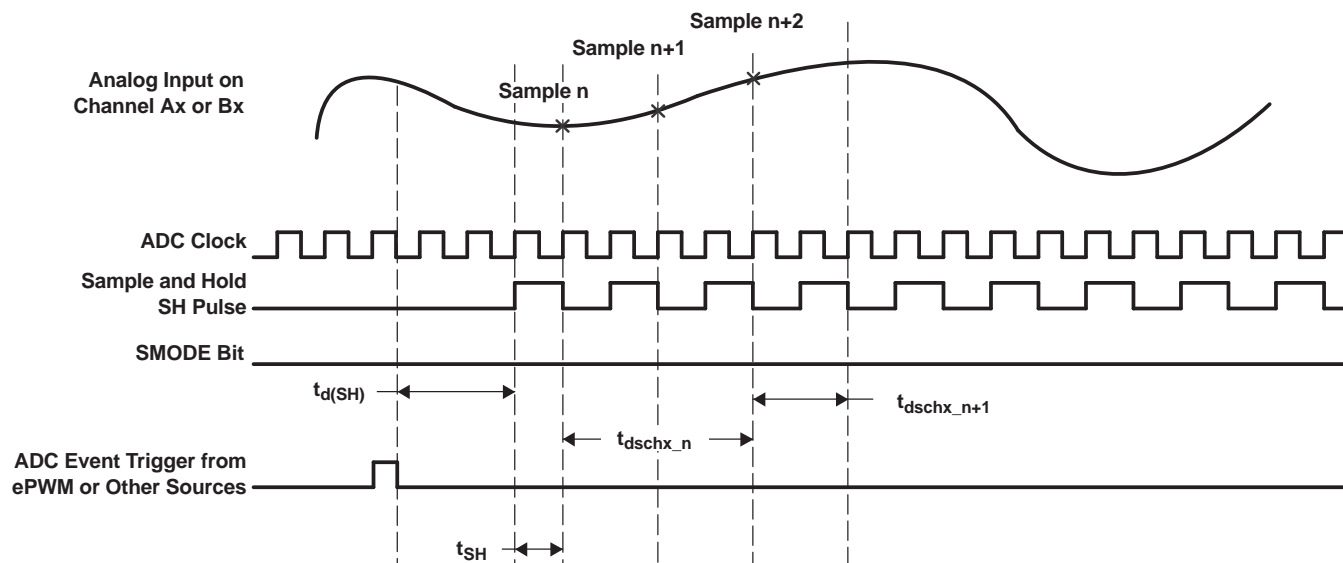 Sample n+2
Sample n+1
Analog Input on
Channel Ax or Bx
Sample n
ADC Clock
Sample and Hold
SH Pulse
SMODE Bit
td(SH)
tdschx_n+1
tdschx_n
ADC Event Trigger from
ePWM or Other Sources
tSH